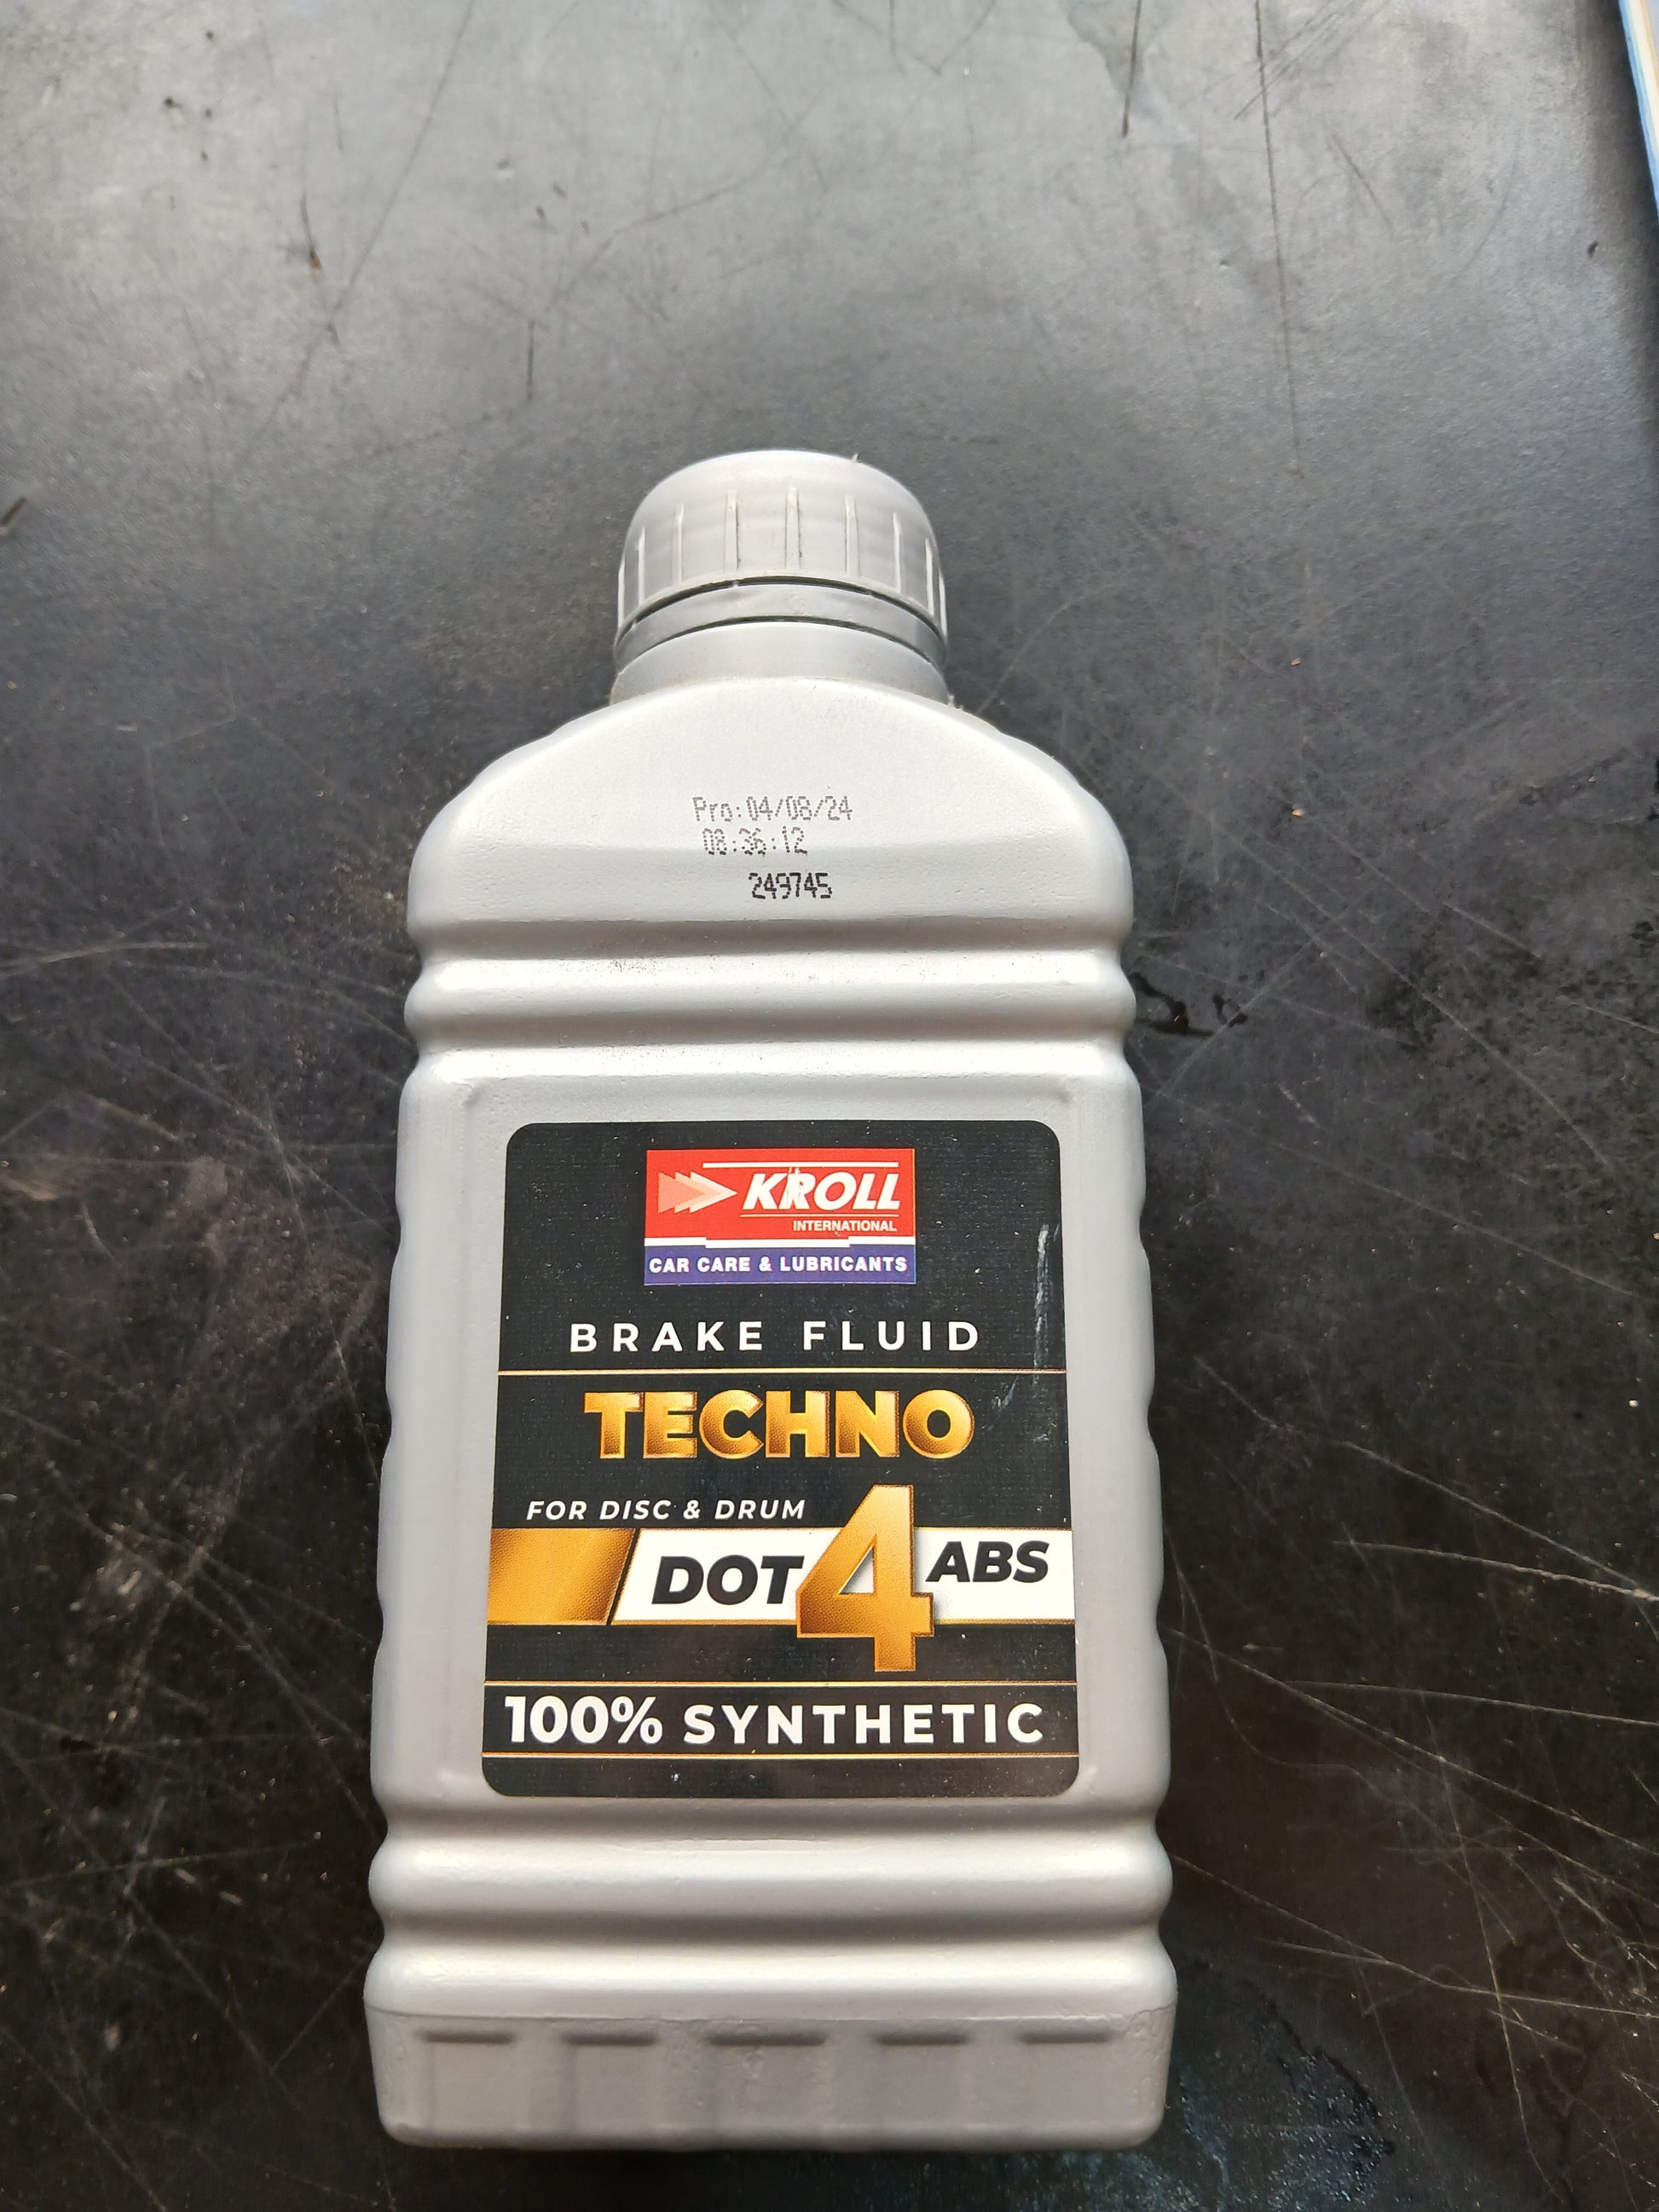 Pro:04/08/24
08:36:12
249745
KROLL
INTERNATIONAL
CAR CARE & LUBRICANTS
BRAKE FLUID
TECHNO
FOR DISC & DRUM
DOT 4 ABS
100% SYNTHETIC